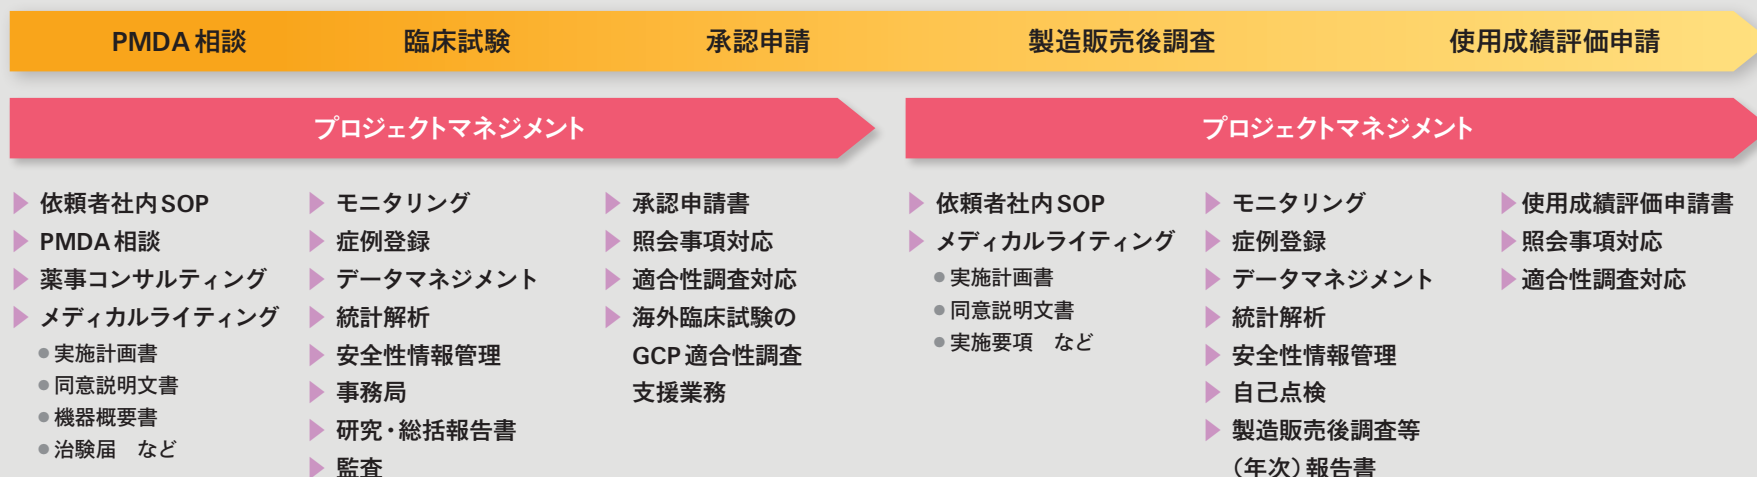 PMDA相談
臨床試験
承認申請
製造販売後調査
使用成績評価申請
プロジェクトマネジメント
プロジェクトマネジメント
依頼者社内SOP
PMDA相談
薬事コンサルティング
メディカルライティング
●実施計画書
●同意説明文書
●機器概要書
●治験届　など
モニタリング
症例登録
データマネジメント
統計解析
安全性情報管理
事務局
研究・総括報告書
監査
承認申請書
照会事項対応
適合性調査対応
海外臨床試験の
GCP適合性調査
支援業務
依頼者社内SOP
メディカルライティング
●実施計画書
●同意説明文書
●実施要項　など
モニタリング
症例登録
データマネジメント
統計解析
安全性情報管理
自己点検
製造販売後調査等
（年次）報告書
使用成績評価申請書
照会事項対応
適合性調査対応